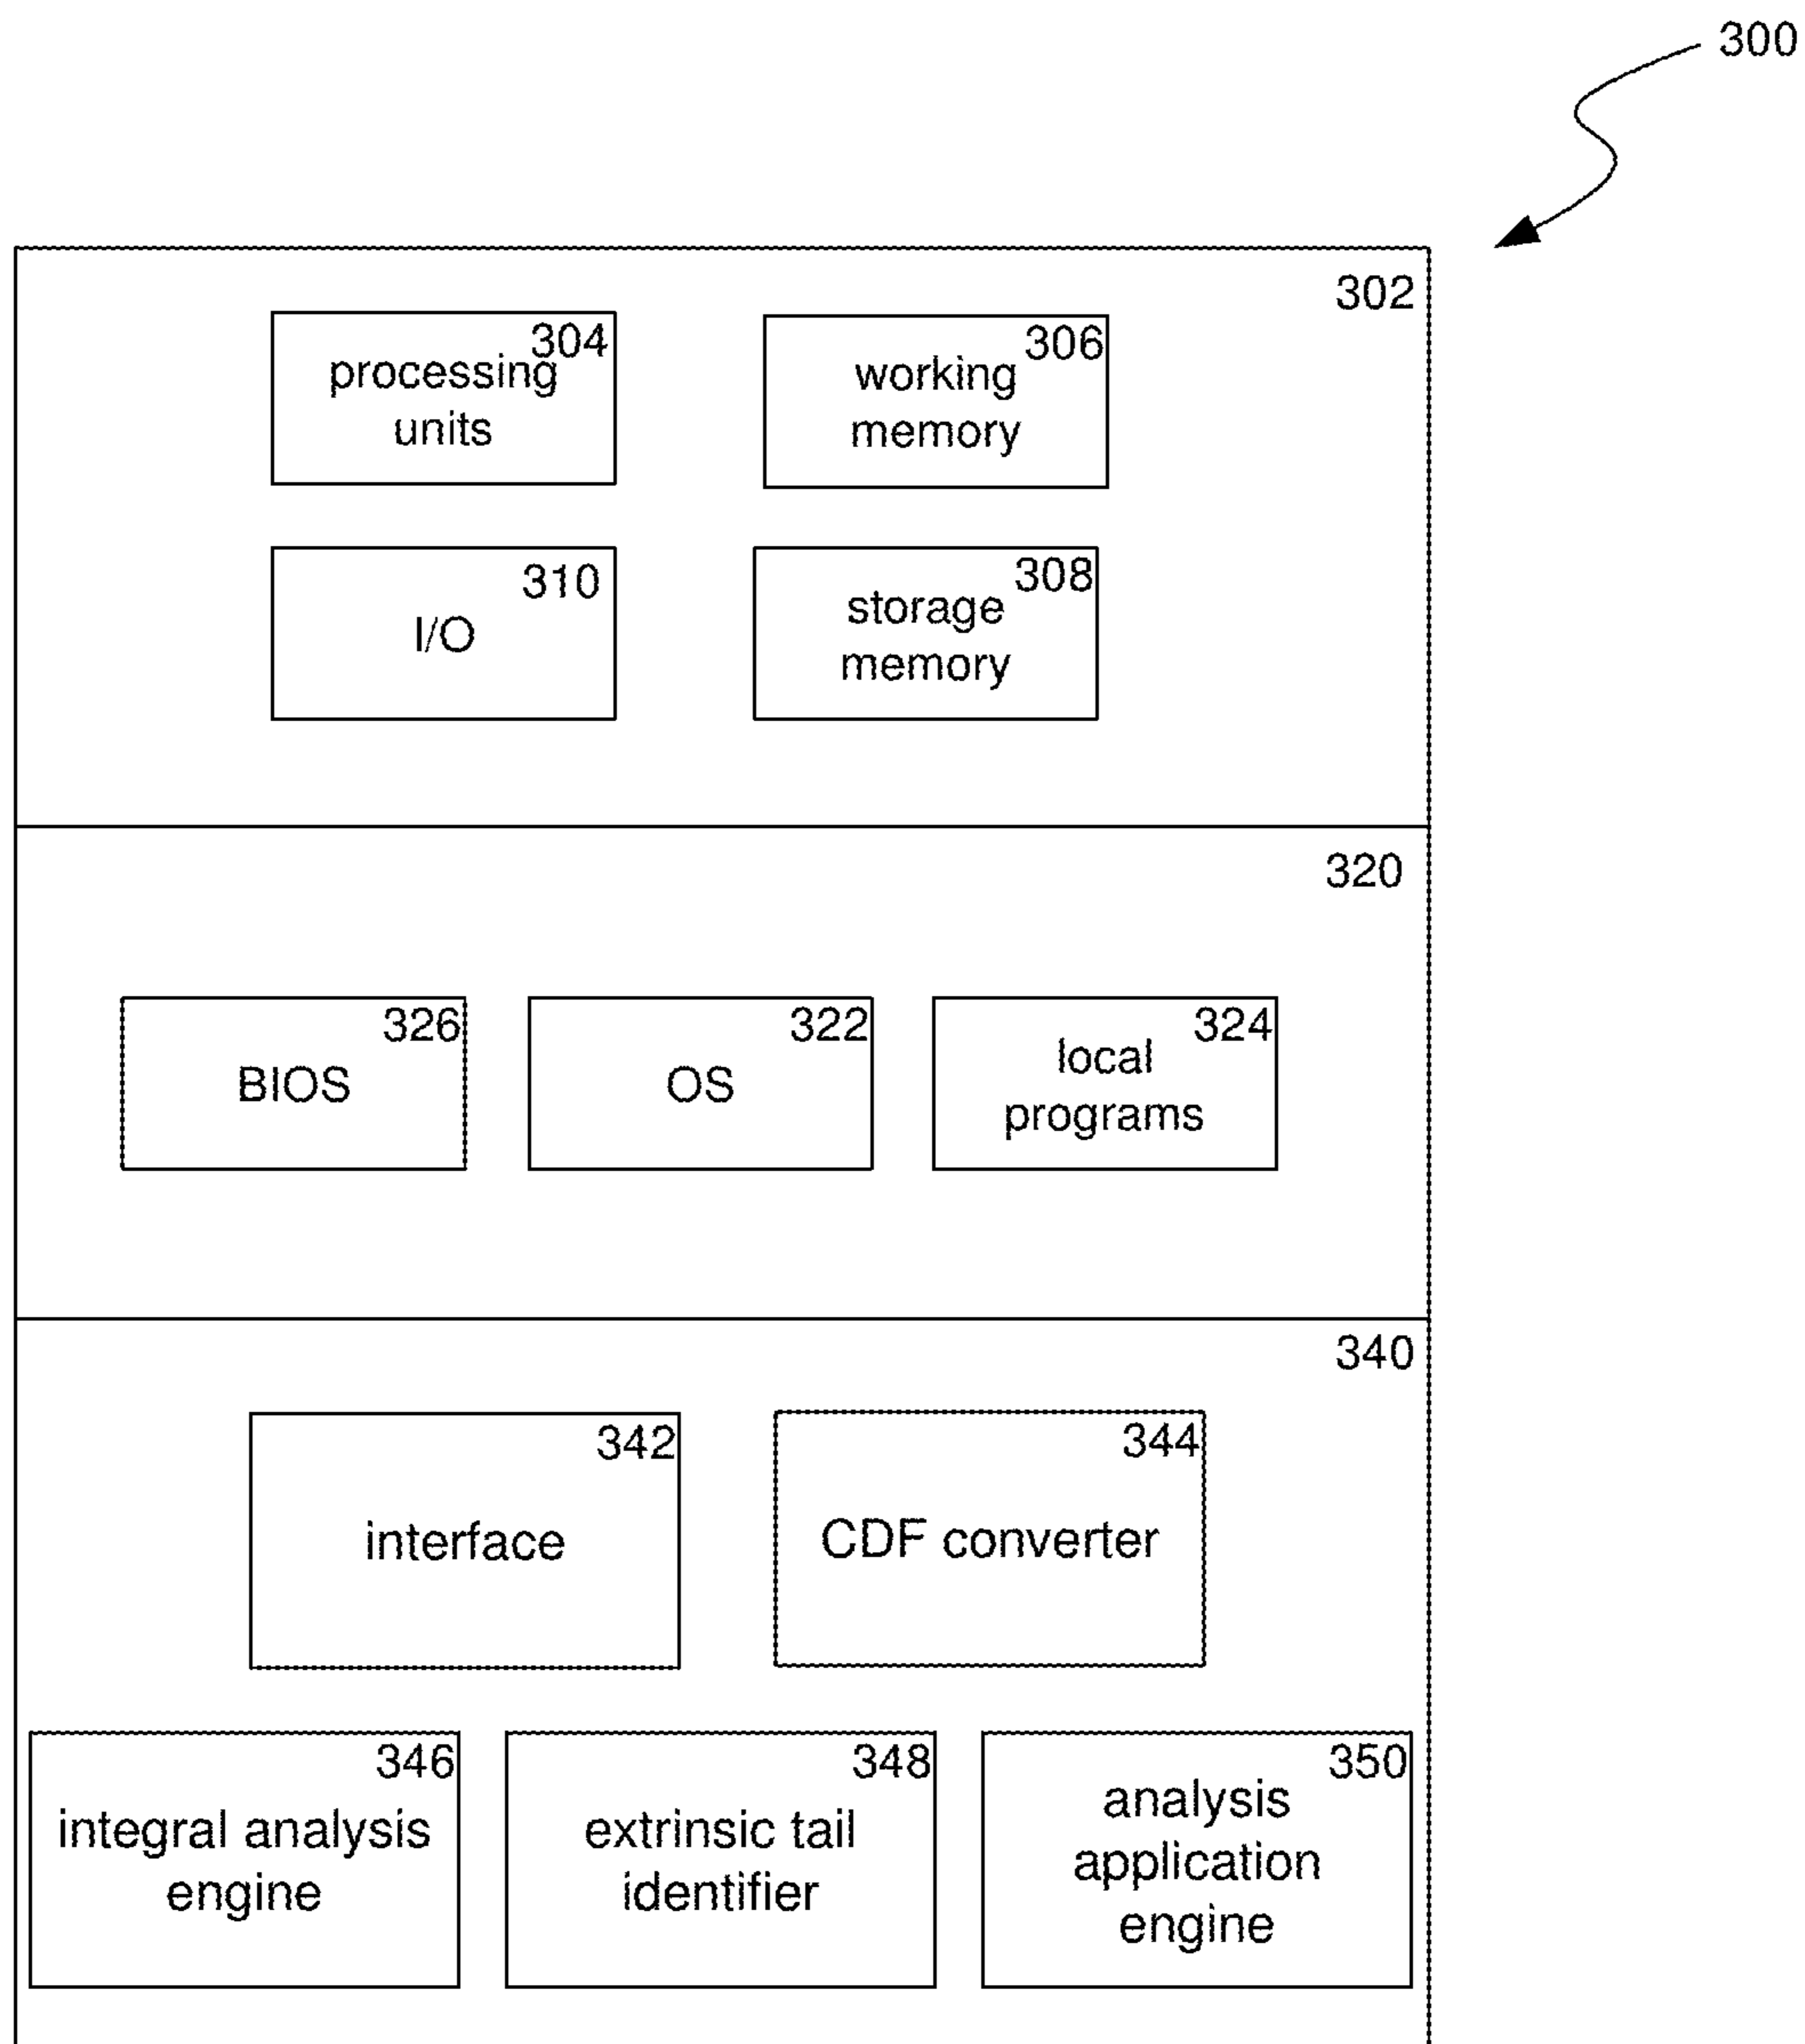 300
302
304
processing
units
306
working
memory
310
I/O
308
storage
memory
320
326
BIOS
322
OS
324
local
programs
340
342
interface
344
CDF converter
346
integral analysis
engine
348
extrinsic tail
identifier
350
analysis
application
engine